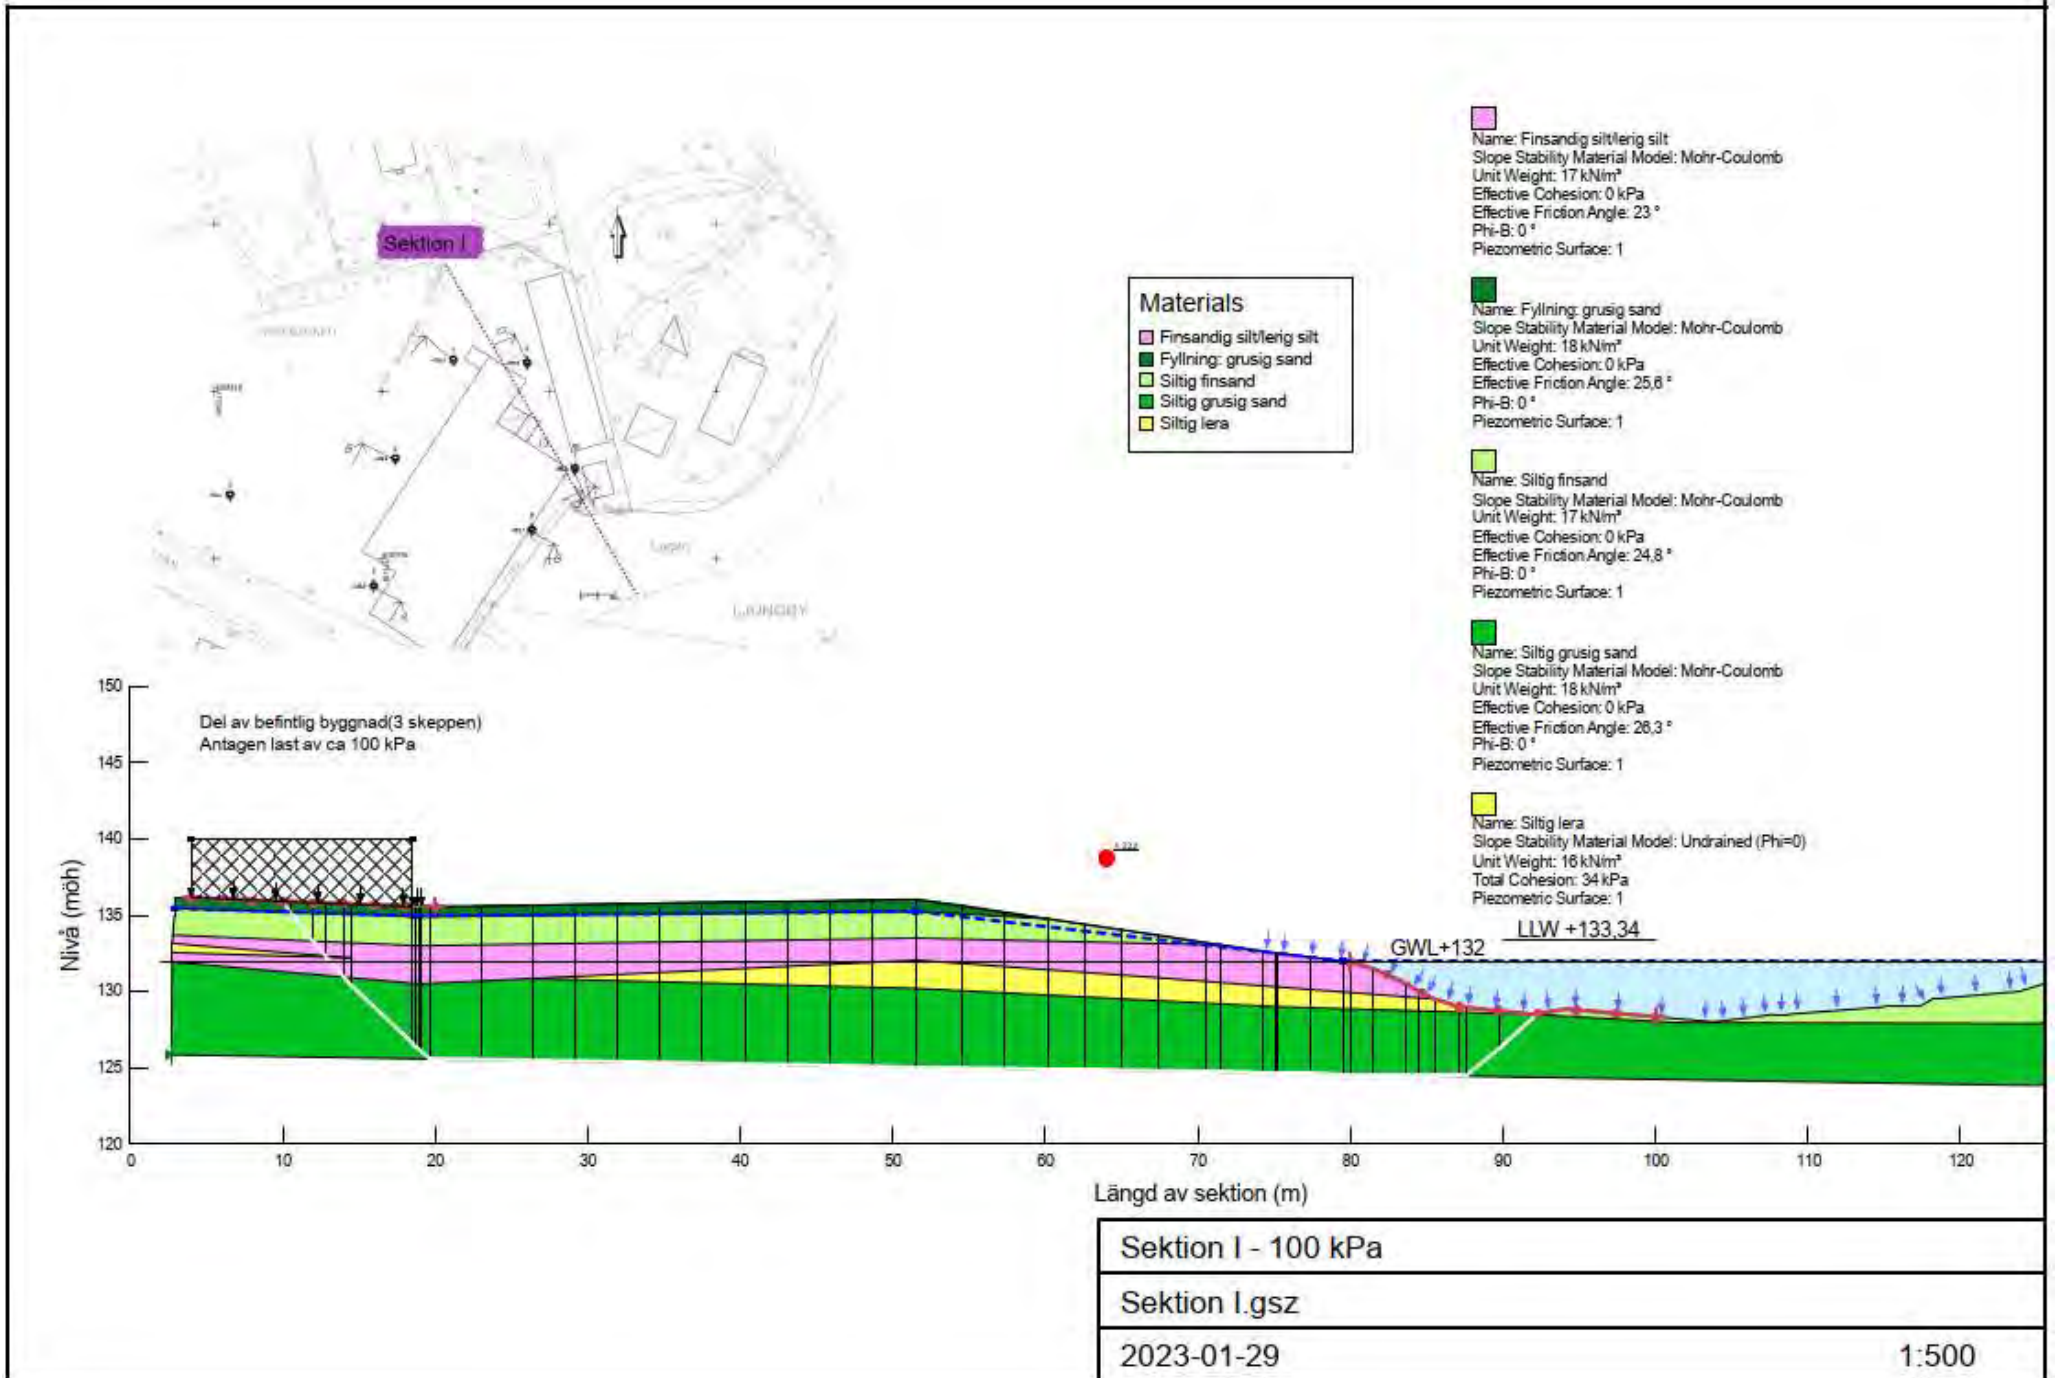 Sektion I
LJUNGBY
Name: Finsandig silt/lerig silt
Slope Stability Material Model: Mohr-Coulomb
Unit Weight: 17 kN/m³
Effective Cohesion: 0 kPa
Effective Friction Angle: 23 °
Phi-B: 0 °
Piezometric Surface: 1
Name: Fyllning: grusig sand
Slope Stability Material Model: Mohr-Coulomb
Unit Weight: 18 kN/m³
Effective Cohesion: 0 kPa
Effective Friction Angle: 25,6 °
Phi-B: 0 °
Piezometric Surface: 1
Name: Siltig finsand
Slope Stability Material Model: Mohr-Coulomb
Unit Weight: 17 kN/m³
Effective Cohesion: 0 kPa
Effective Friction Angle: 24,8 °
Phi-B: 0 °
Piezometric Surface: 1
Name: Siltig grusig sand
Slope Stability Material Model: Mohr-Coulomb
Unit Weight: 18 kN/m³
Effective Cohesion: 0 kPa
Effective Friction Angle: 26,3 °
Phi-B: 0 °
Piezometric Surface: 1
Name: Siltig lera
Slope Stability Material Model: Undrained (Phi=0)
Unit Weight: 16 kN/m³
Total Cohesion: 34 kPa
Piezometric Surface: 1
Materials
Finsandig silt/lerig silt
Fyllning: grusig sand
Siltig finsand
Siltig grusig sand
Siltig lera
Del av befintlig byggnad(3 skeppen)
Antagen last av ca 100 kPa
LLW +133,34
GWL+132
Nivå (möh)
150
145
140
135
130
125
120
0 10 20 30 40 50 60 70 80 90 100 110 120
Längd av sektion (m)
Sektion I - 100 kPa
Sektion I.gsz
2023-01-29 1:500